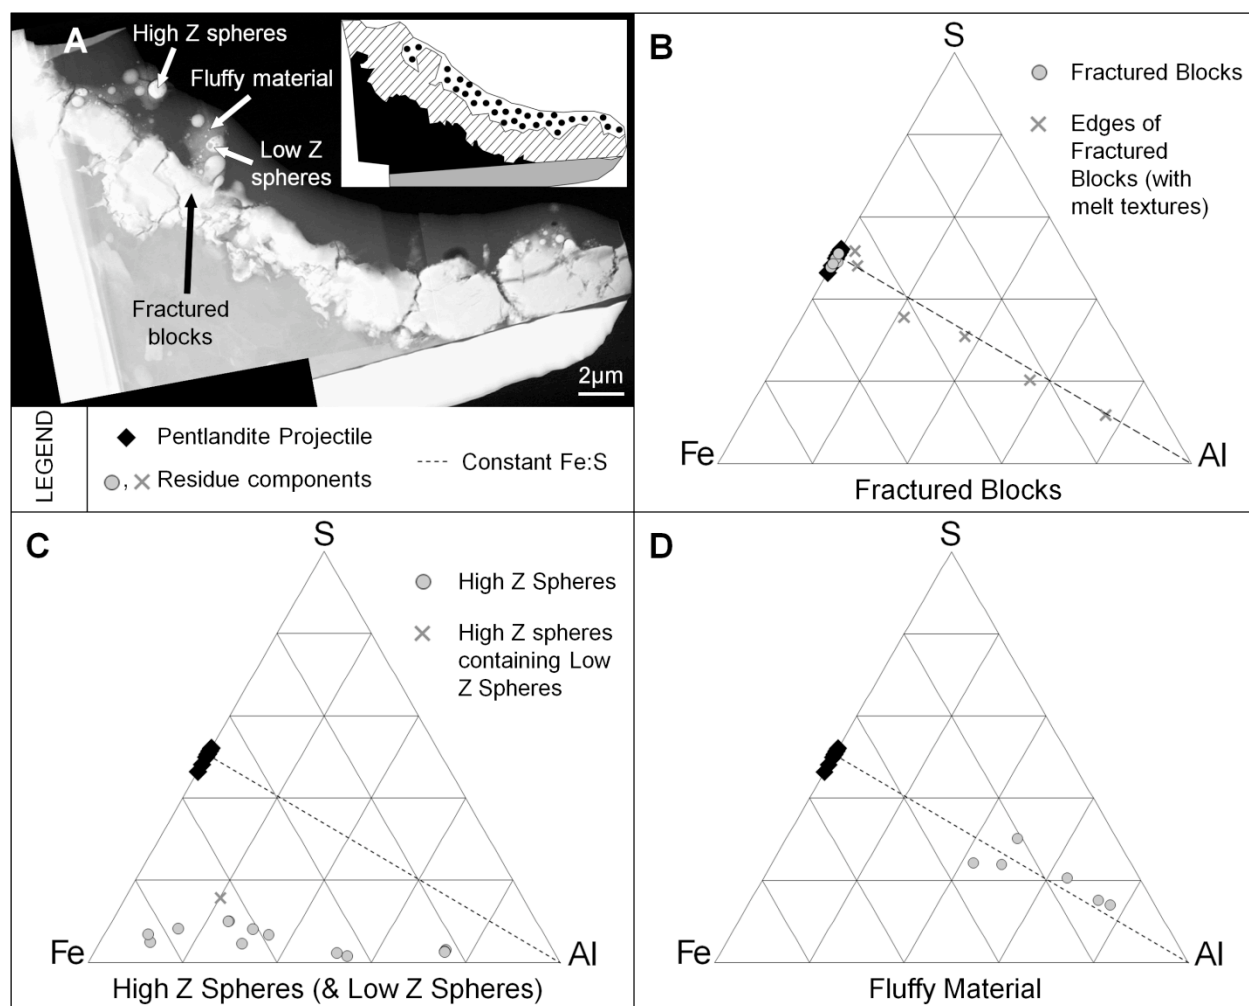 A
High Z
spheres
Fluffy
material
Low Z
spheres
Fractured
blocks
2μm
LEGEND
Pentlandite Projectile
, Residue components
Constant Fe:S
B
S
Fractured Blocks
Edges of
Fractured
Blocks (with
melt textures)
Fe
Al
Fractured Blocks
C
S
High Z Spheres
High Z spheres
containing Low
Z Spheres
Fe
Al
High Z Spheres (& Low Z Spheres)
D
S
Fe
Al
Fluffy Material